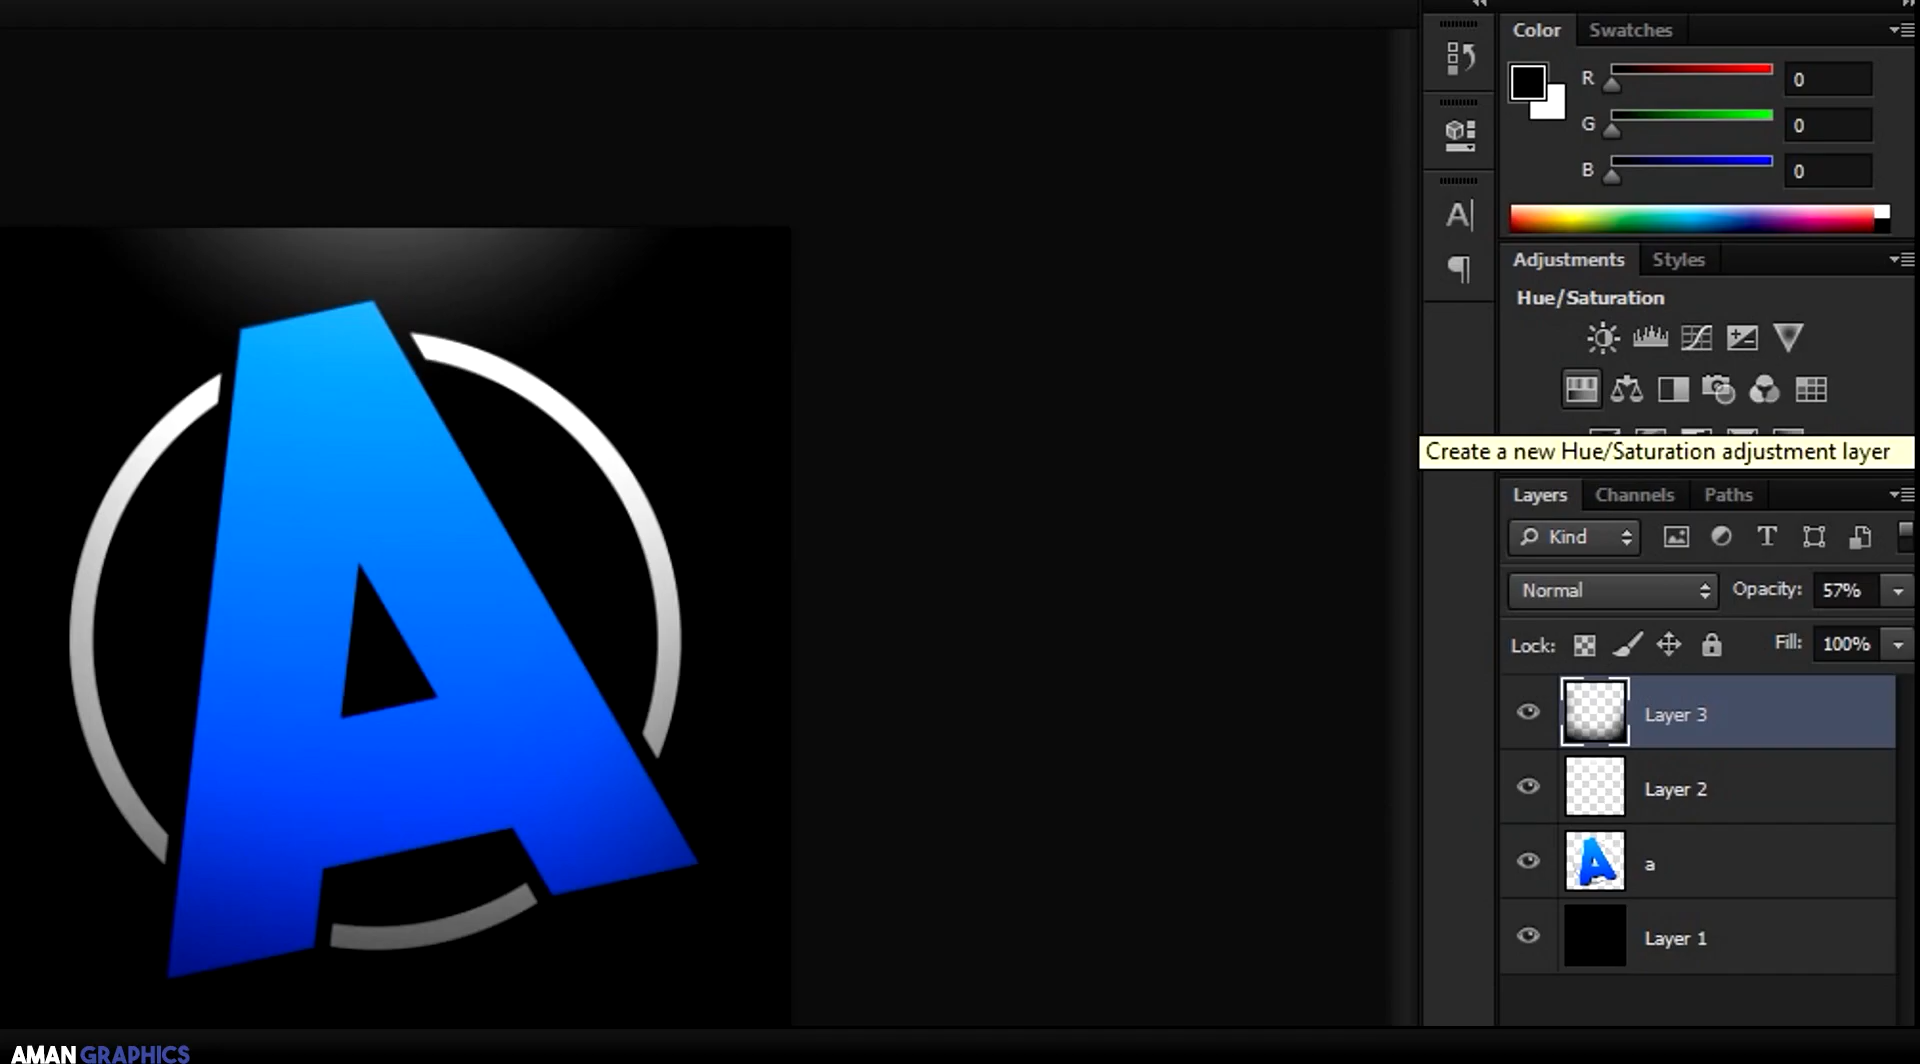 Color Swatches
R 0
G 0
B 0
A
Adjustments Styles
Hue/Saturation
Create a new Hue/Saturation adjustment layer
Layers Channels Paths
Kind T
Normal Opacity: 57%
Lock: Fill: 100%
Layer 3
Layer 2
a
Layer 1
A
AMAN GRAPHICS